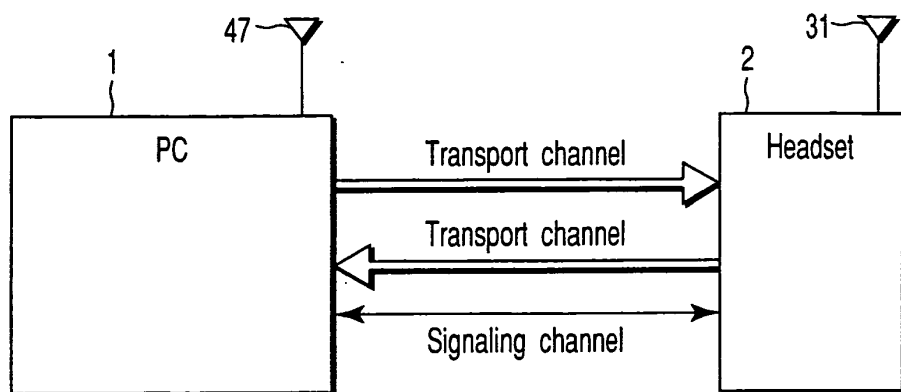 47
31
1
2
PC
Headset
Transport channel
Transport channel
Signaling channel